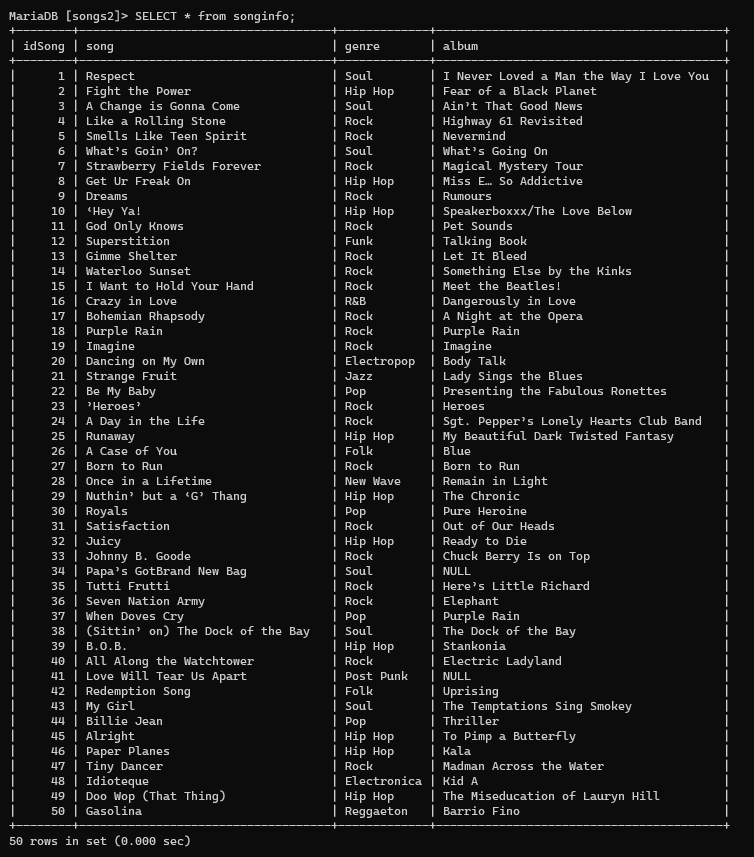 MariaDB [songs2]> SELECT * from songinfo;
+--------+------------------------------------+-------------+-----------------------------------------+
| idSong | song                               | genre       | album                                   |
+--------+------------------------------------+-------------+-----------------------------------------+
|      1 | Respect                            | Soul        | I Never Loved a Man the Way I Love You  |
|      2 | Fight the Power                    | Hip Hop     | Fear of a Black Planet                  |
|      3 | A Change is Gonna Come             | Soul        | Ain’t That Good News                    |
|      4 | Like a Rolling Stone               | Rock        | Highway 61 Revisited                    |
|      5 | Smells Like Teen Spirit            | Rock        | Nevermind                               |
|      6 | What’s Goin’ On?                   | Soul        | What’s Going On                         |
|      7 | Strawberry Fields Forever          | Rock        | Magical Mystery Tour                    |
|      8 | Get Ur Freak On                    | Hip Hop     | Miss E… So Addictive                    |
|      9 | Dreams                             | Rock        | Rumours                                 |
|     10 | ‘Hey Ya!                           | Hip Hop     | Speakerboxxx/The Love Below             |
|     11 | God Only Knows                     | Rock        | Pet Sounds                              |
|     12 | Superstition                       | Funk        | Talking Book                            |
|     13 | Gimme Shelter                      | Rock        | Let It Bleed                            |
|     14 | Waterloo Sunset                    | Rock        | Something Else by the Kinks             |
|     15 | I Want to Hold Your Hand           | Rock        | Meet the Beatles!                       |
|     16 | Crazy in Love                      | R&B         | Dangerously in Love                     |
|     17 | Bohemian Rhapsody                  | Rock        | A Night at the Opera                    |
|     18 | Purple Rain                        | Rock        | Purple Rain                             |
|     19 | Imagine                            | Rock        | Imagine                                 |
|     20 | Dancing on My Own                  | Electropop  | Body Talk                               |
|     21 | Strange Fruit                      | Jazz        | Lady Sings the Blues                    |
|     22 | Be My Baby                         | Pop         | Presenting the Fabulous Ronettes        |
|     23 | ’Heroes’                           | Rock        | Heroes                                  |
|     24 | A Day in the Life                  | Rock        | Sgt. Pepper’s Lonely Hearts Club Band   |
|     25 | Runaway                            | Hip Hop     | My Beautiful Dark Twisted Fantasy       |
|     26 | A Case of You                      | Folk        | Blue                                    |
|     27 | Born to Run                        | Rock        | Born to Run                             |
|     28 | Once in a Lifetime                 | New Wave    | Remain in Light                         |
|     29 | Nuthin’ but a ‘G’ Thang            | Hip Hop     | The Chronic                             |
|     30 | Royals                             | Pop         | Pure Heroine                            |
|     31 | Satisfaction                       | Rock        | Out of Our Heads                        |
|     32 | Juicy                              | Hip Hop     | Ready to Die                            |
|     33 | Johnny B. Goode                    | Rock        | Chuck Berry Is on Top                   |
|     34 | Papa’s GotBrand New Bag            | Soul        | NULL                                    |
|     35 | Tutti Frutti                       | Rock        | Here’s Little Richard                   |
|     36 | Seven Nation Army                  | Rock        | Elephant                                |
|     37 | When Doves Cry                     | Pop         | Purple Rain                             |
|     38 | (Sittin’ on) The Dock of the Bay   | Soul        | The Dock of the Bay                     |
|     39 | B.O.B.                             | Hip Hop     | Stankonia                               |
|     40 | All Along the Watchtower           | Rock        | Electric Ladyland                       |
|     41 | Love Will Tear Us Apart            | Post Punk   | NULL                                    |
|     42 | Redemption Song                    | Folk        | Uprising                                |
|     43 | My Girl                            | Soul        | The Temptations Sing Smokey             |
|     44 | Billie Jean                        | Pop         | Thriller                                |
|     45 | Alright                            | Hip Hop     | To Pimp a Butterfly                     |
|     46 | Paper Planes                       | Hip Hop     | Kala                                    |
|     47 | Tiny Dancer                        | Rock        | Madman Across the Water                 |
|     48 | Idioteque                          | Electronica | Kid A                                   |
|     49 | Doo Wop (That Thing)               | Hip Hop     | The Miseducation of Lauryn Hill         |
|     50 | Gasolina                           | Reggaeton   | Barrio Fino                             |
+--------+------------------------------------+-------------+-----------------------------------------+
50 rows in set (0.000 sec)